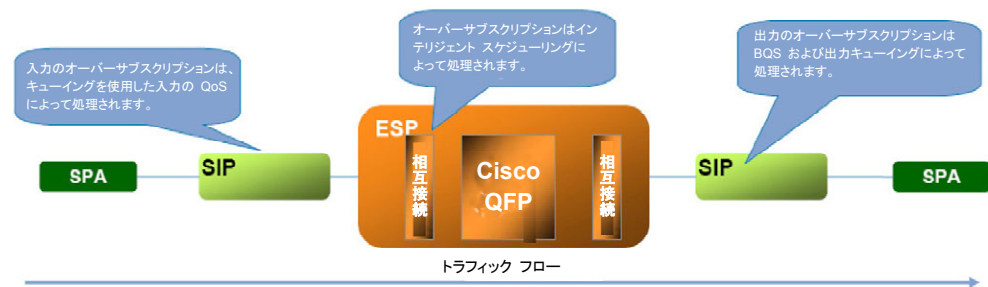 入力のオーバーサブスクリプションは、
キューイングを使用した入力の QoS
によって処理されます。
オーバーサブスクリプションはイン
テリジェント スケジューリングに
よって処理されます。
出力のオーバーサブスクリプションは
BQS および出力キューイングによって
処理されます。
SPA
SIP
ESP
相互接続
Cisco
QFP
相互接続
SIP
SPA
トラフィック フロー